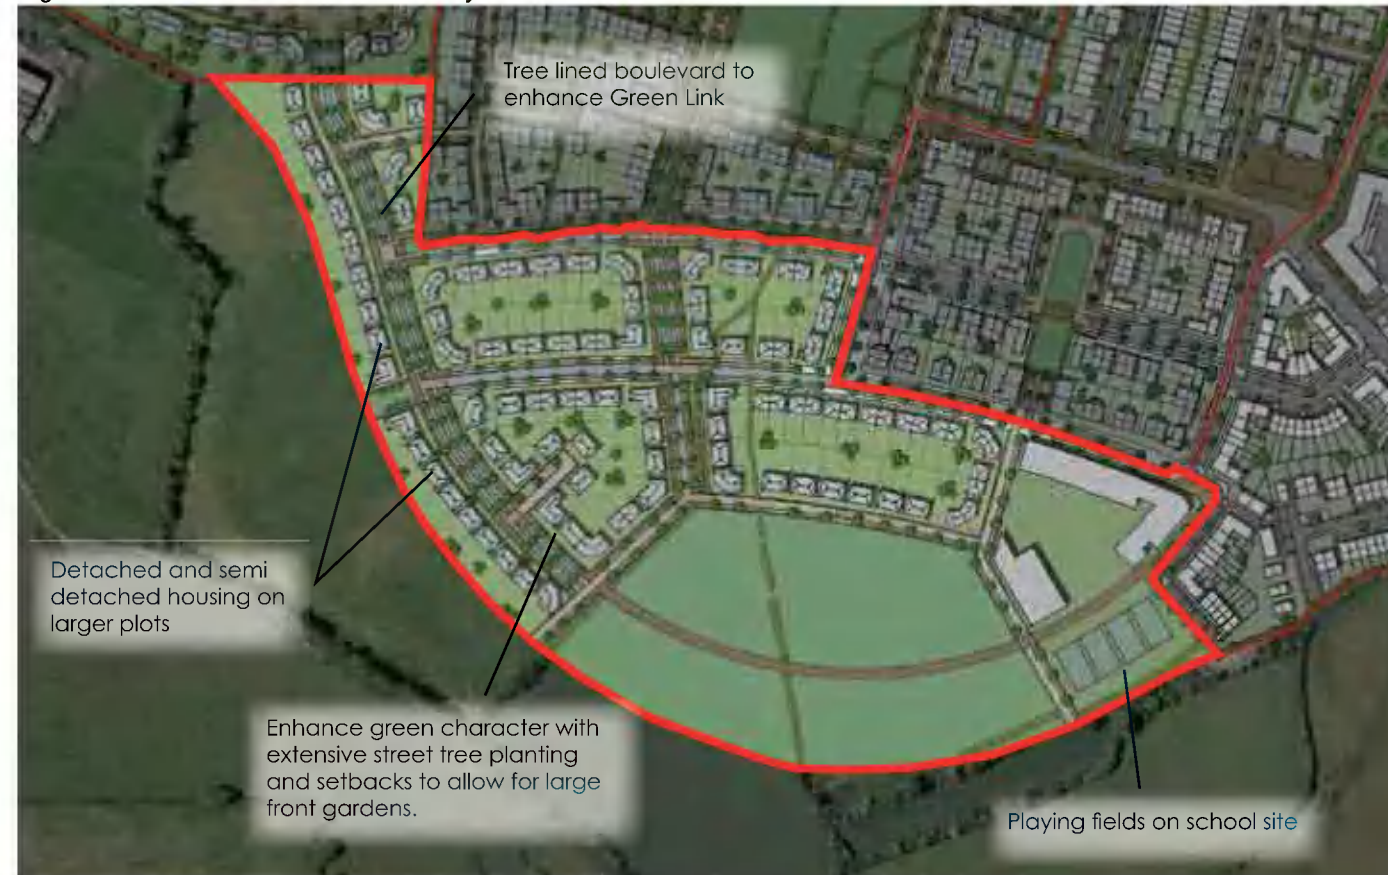 Tree lined boulevard to
enhance Green Link
Detached and semi
detached housing on
larger plots
Enhance green character with
extensive street tree planting
and setbacks to allow for large
front gardens.
Playing fields on school site